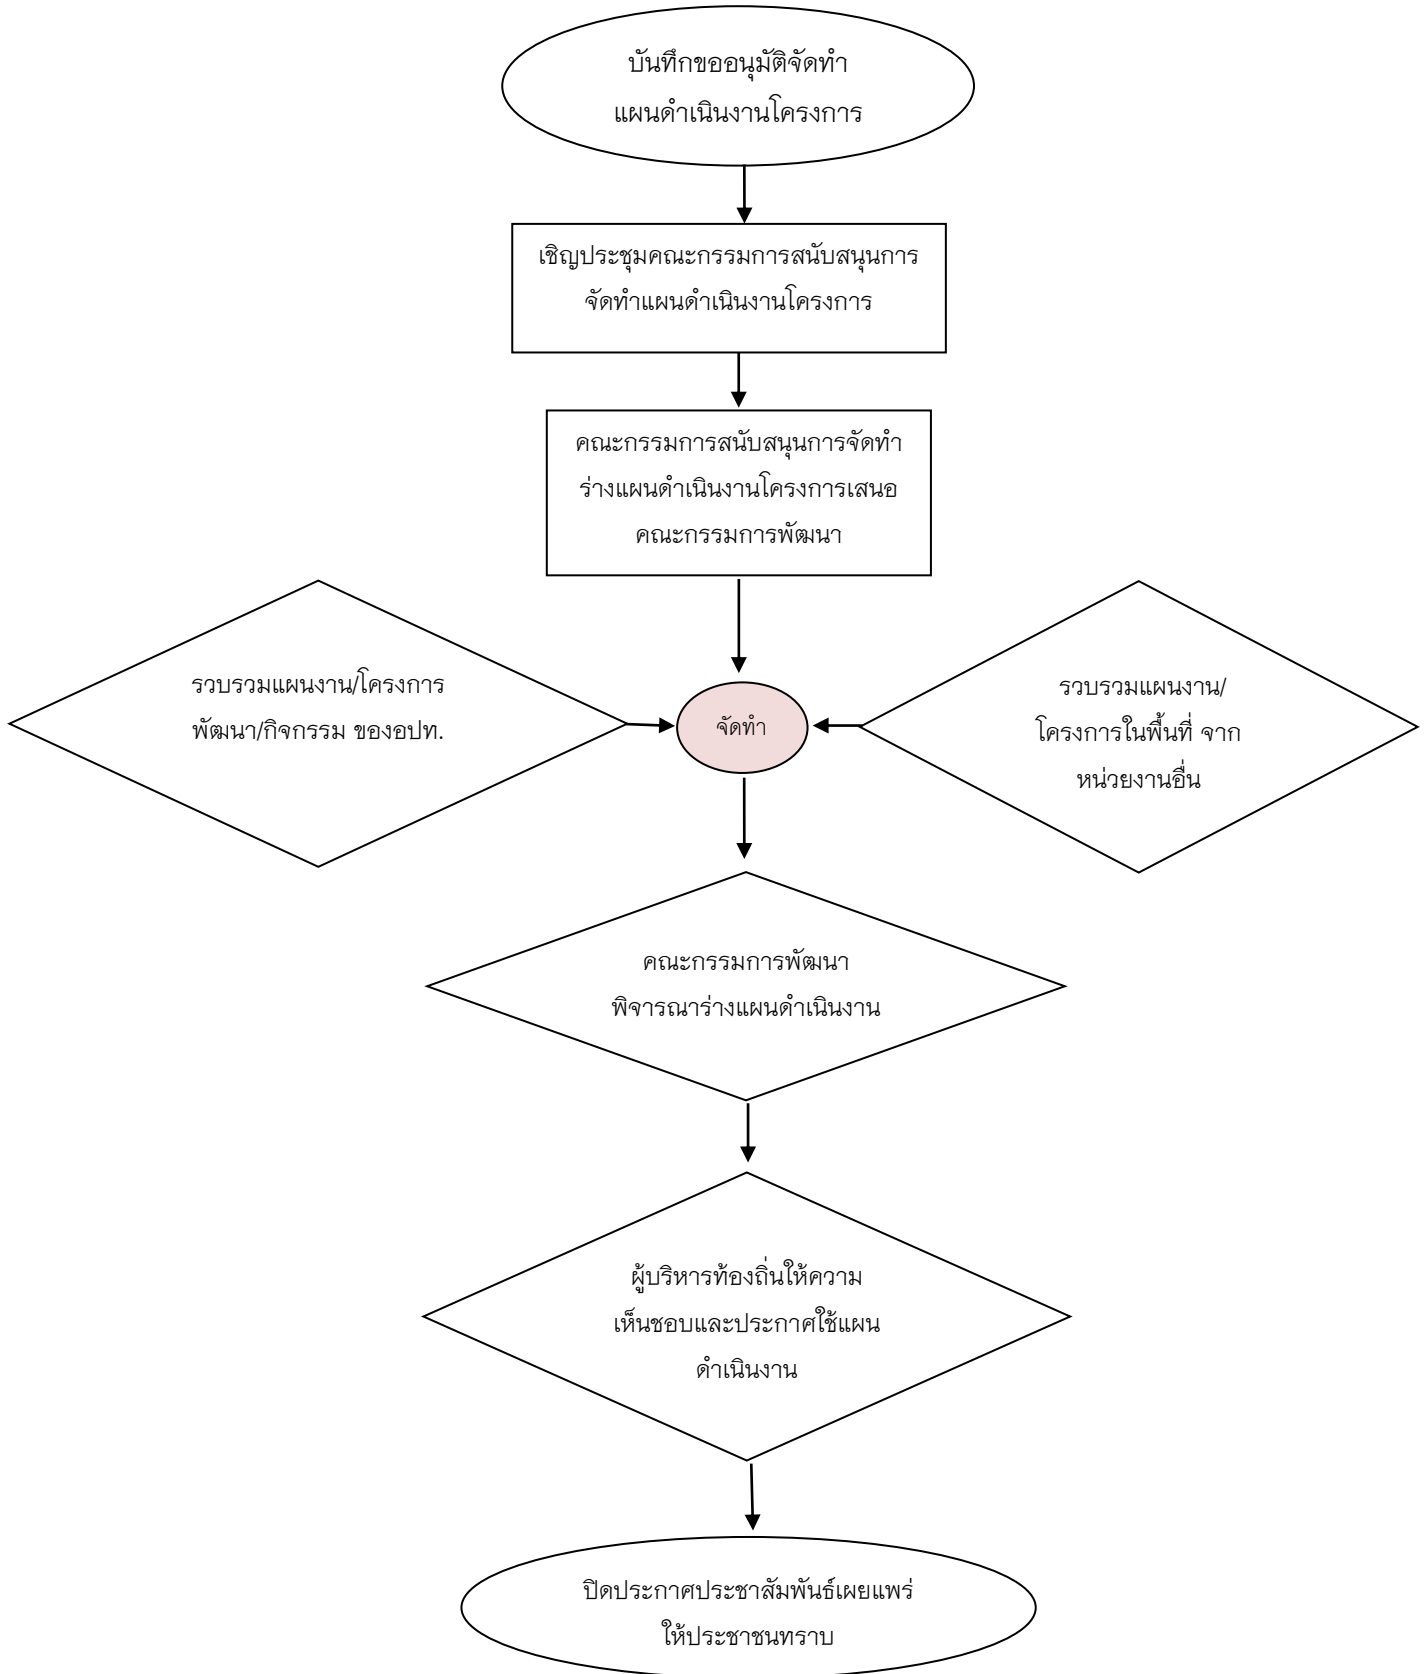 บันทึกขออนุมัติจัดทำ
แผนดำเนินงานโครงการ
เชิญประชุมคณะกรรมการสนับสนุนการ
จัดทำแผนดำเนินงานโครงการ
คณะกรรมการสนับสนุนการจัดทำ
ร่างแผนดำเนินงานโครงการเสนอ
คณะกรรมการพัฒนา
รวบรวมแผนงาน/โครงการ
พัฒนา/กิจกรรม ของอปท.
จัดทำ
รวบรวมแผนงาน/
โครงการในพื้นที่ จาก
หน่วยงานอื่น
คณะกรรมการพัฒนา
พิจารณาร่างแผนดำเนินงาน
ผู้บริหารท้องถิ่นให้ความ
เห็นชอบและประกาศใช้แผน
ดำเนินงาน
ปิดประกาศประชาสัมพันธ์เผยแพร่
ให้ประชาชนทราบ